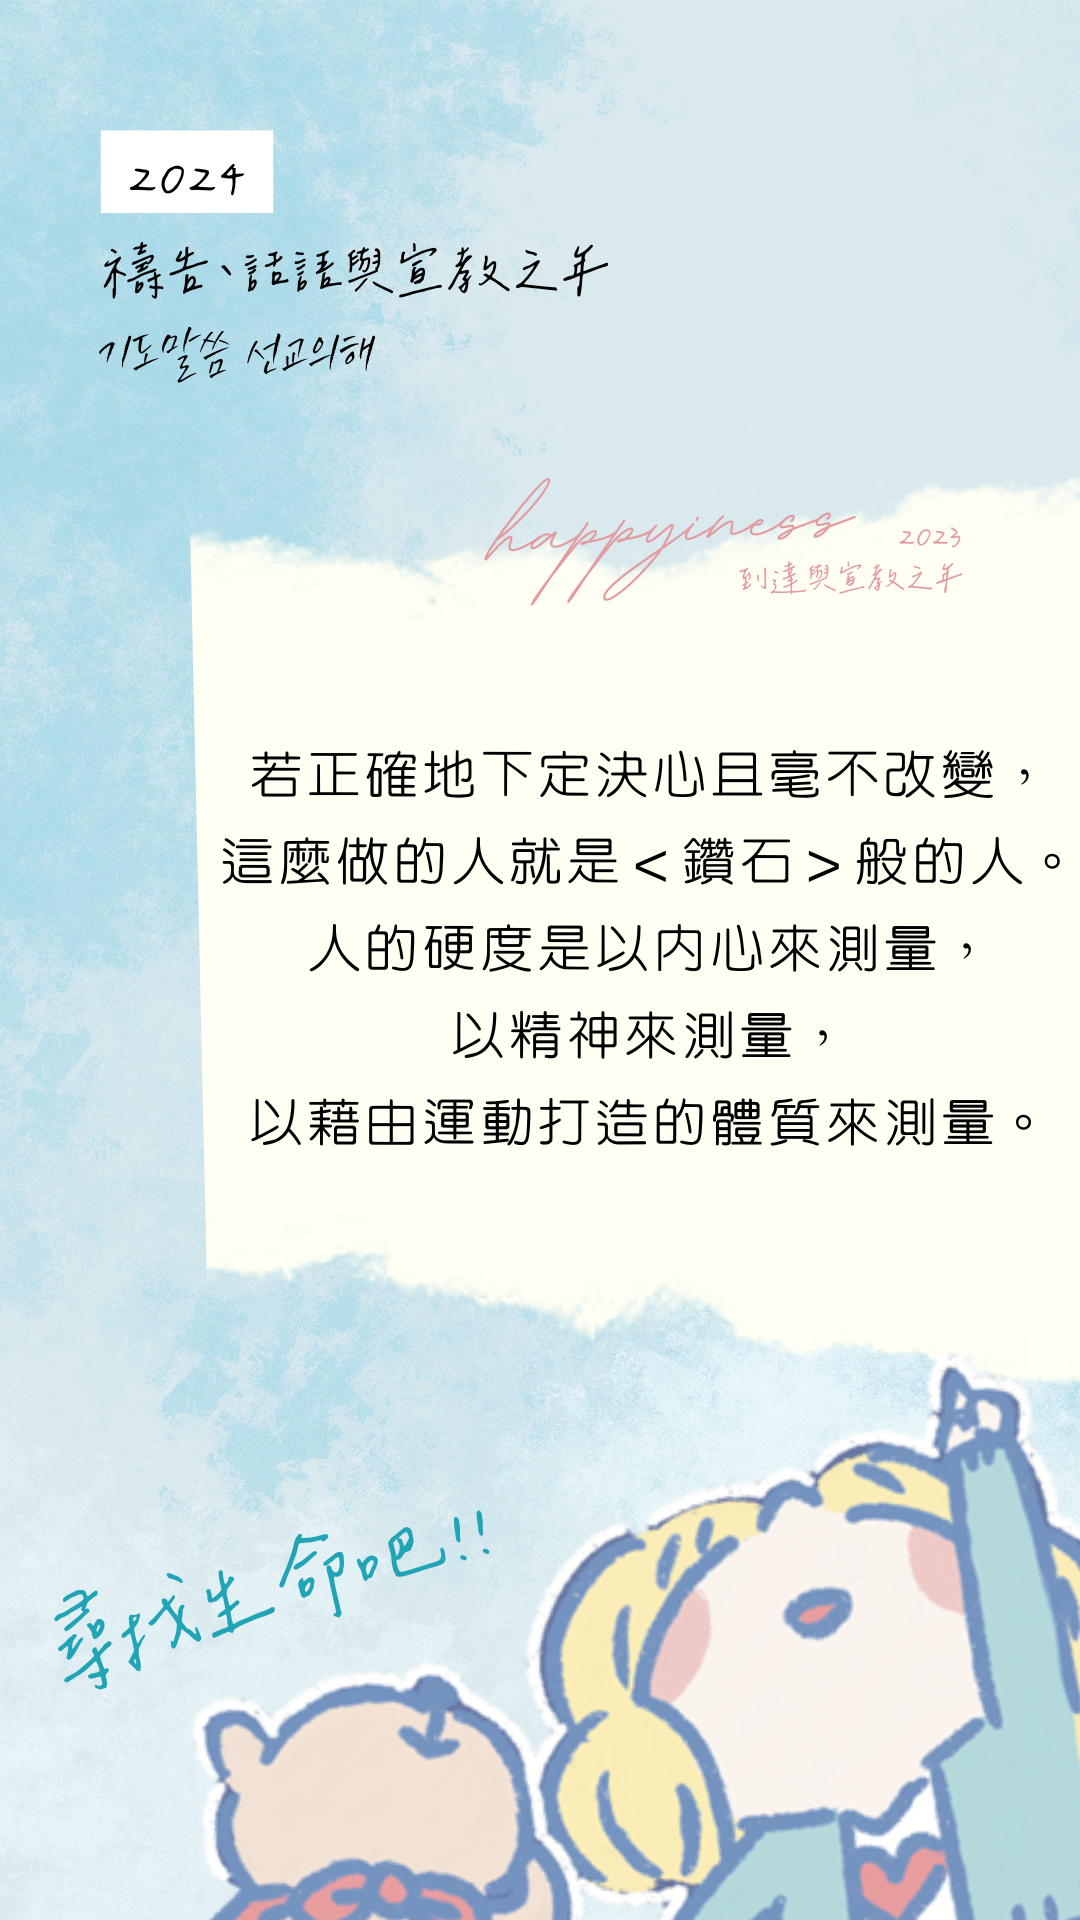 2024
禱告、話語與宣教之年
기도말씀 선교의해
happyiness
2023
到達與宣教之年
若正確地下定決心且毫不改變，
這麼做的人就是<鑽石>般的人。
人的硬度是以內心來測量，
以精神來測量，
以藉由運動打造的體質來測量。
尋找生命吧!!